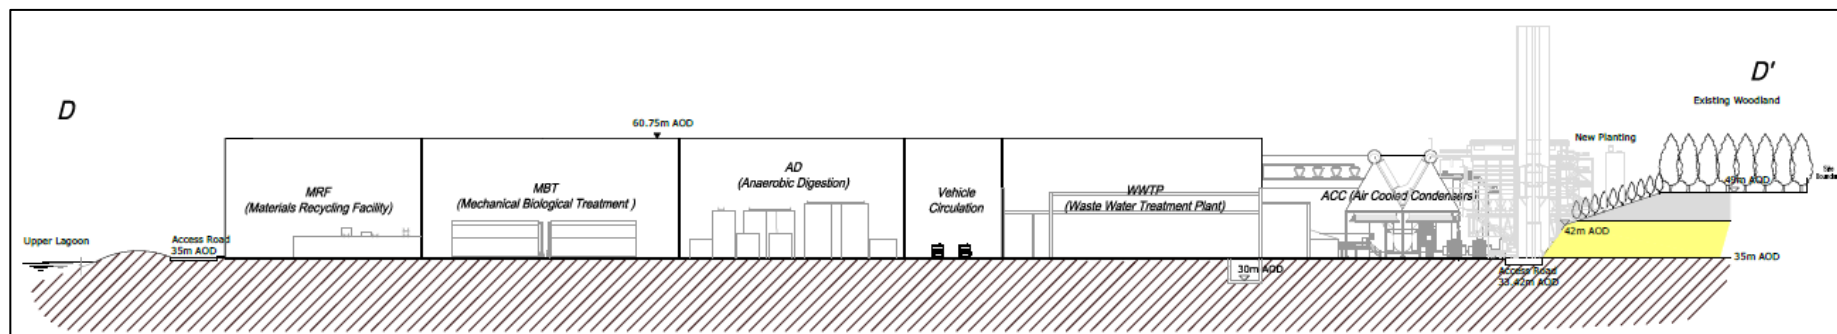 D
D'
Existing Woodland
60.75m AOD
New Planting
AD
(Anaerobic Digestion)
MRF
(Materials Recycling Facility)
MBT
(Mechanical Biological Treatment )
Vehicle
Circulation
WWTP
(Waste Water Treatment Plant)
ACC (Air Cooled Condensers)
49m AOD
Site
Boundary
Upper Lagoon
Access Road
35m AOD
42m AOD
35m AOD
30m AOD
Access Road
33.42m AOD